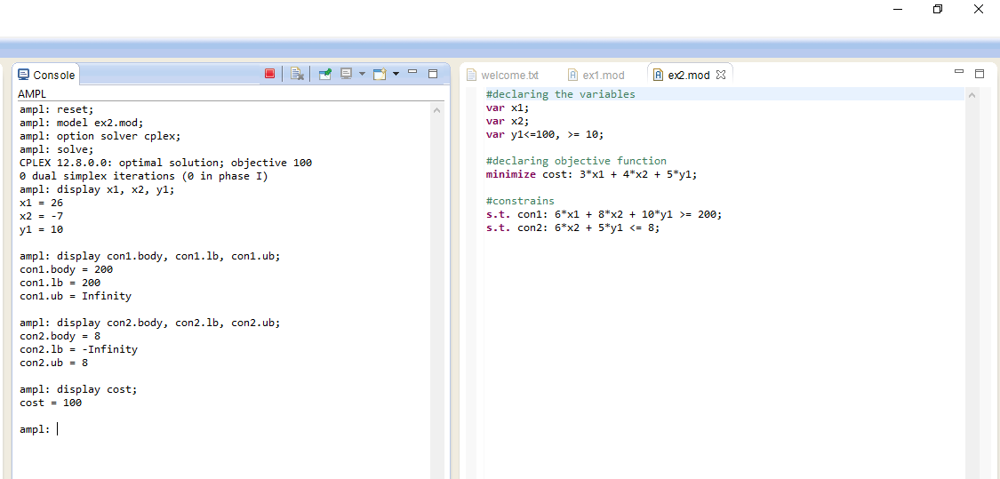 Console
AMPL
ampl: reset;
ampl: model ex2.mod;
ampl: option solver cplex;
ampl: solve;
CPLEX 12.8.0.0: optimal solution; objective 100
0 dual simplex iterations (0 in phase I)
ampl: display x1, x2, y1;
x1 = 26
x2 = -7
y1 = 10
ampl: display con1.body, con1.lb, con1.ub;
con1.body = 200
con1.lb = 200
con1.ub = Infinity
ampl: display con2.body, con2.lb, con2.ub;
con2.body = 8
con2.lb = -Infinity
con2.ub = 8
ampl: display cost;
cost = 100
ampl:
welcome.txt ex1.mod ex2.mod
#declaring the variables
var x1;
var x2;
var y1<=100, >= 10;
#declaring objective function
minimize cost: 3*x1 + 4*x2 + 5*y1;
#constrains
s.t. con1: 6*x1 + 8*x2 + 10*y1 >= 200;
s.t. con2: 6*x2 + 5*y1 <= 8;